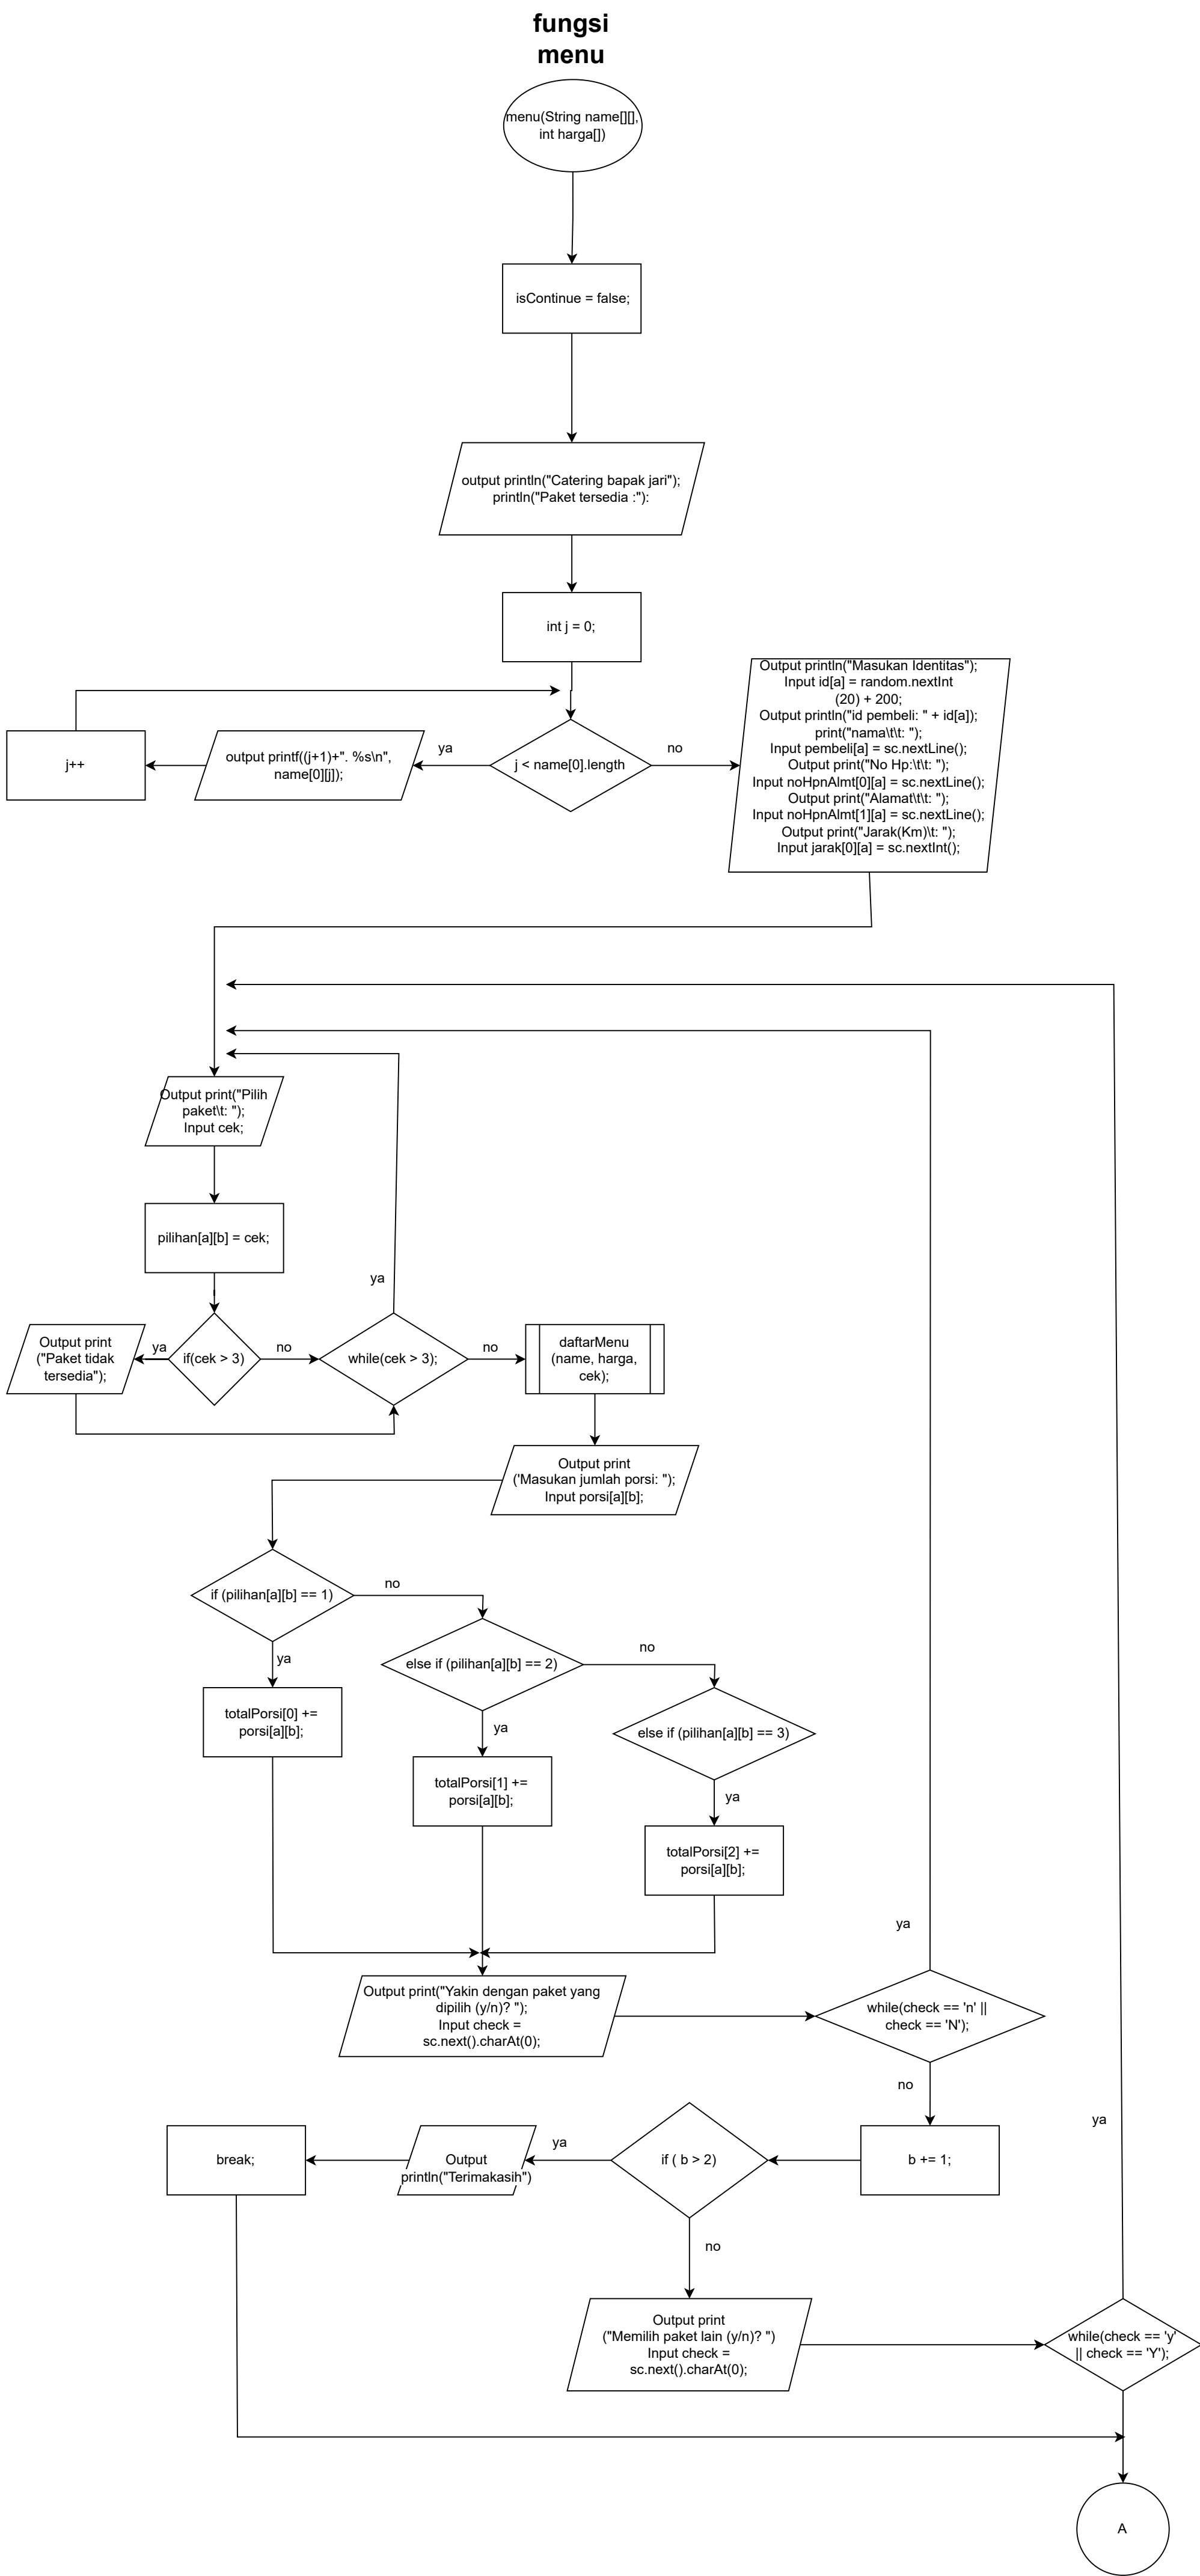 fungsi
menu
menu(String name[][],
int harga[])
isContinue = false;
output println("Catering bapak jari");
println("Paket tersedia :"):
int j = 0;
j < name[0].length
ya
no
output printf((j+1)+". %s\n",
name[0][j]);
j++
Output println("Masukan Identitas");
Input id[a] = random.nextInt
(20) + 200;
Output println("id pembeli: " + id[a]);
print("nama\t\t: ");
Input pembeli[a] = sc.nextLine();
Output print("No Hp:\t\t: ");
Input noHpnAlmt[0][a] = sc.nextLine();
Output print("Alamat\t\t: ");
Input noHpnAlmt[1][a] = sc.nextLine();
Output print("Jarak(Km)\t: ");
Input jarak[0][a] = sc.nextInt();
Output print("Pilih
paket\t: ");
Input cek;
pilihan[a][b] = cek;
if(cek > 3)
ya
Output print
("Paket tidak
tersedia");
no
while(cek > 3);
ya
no
daftarMenu
(name, harga,
cek);
Output print
('Masukan jumlah porsi: ");
Input porsi[a][b];
if (pilihan[a][b] == 1)
no
ya
totalPorsi[0] +=
porsi[a][b];
else if (pilihan[a][b] == 2)
no
ya
totalPorsi[1] +=
porsi[a][b];
else if (pilihan[a][b] == 3)
ya
totalPorsi[2] +=
porsi[a][b];
Output print("Yakin dengan paket yang
dipilih (y/n)? ");
Input check =
sc.next().charAt(0);
while(check == 'n' ||
check == 'N');
ya
no
b += 1;
if ( b > 2)
ya
Output
println("Terimakasih")
break;
no
Output print
("Memilih paket lain (y/n)? ")
Input check =
sc.next().charAt(0);
while(check == 'y'
|| check == 'Y');
ya
A